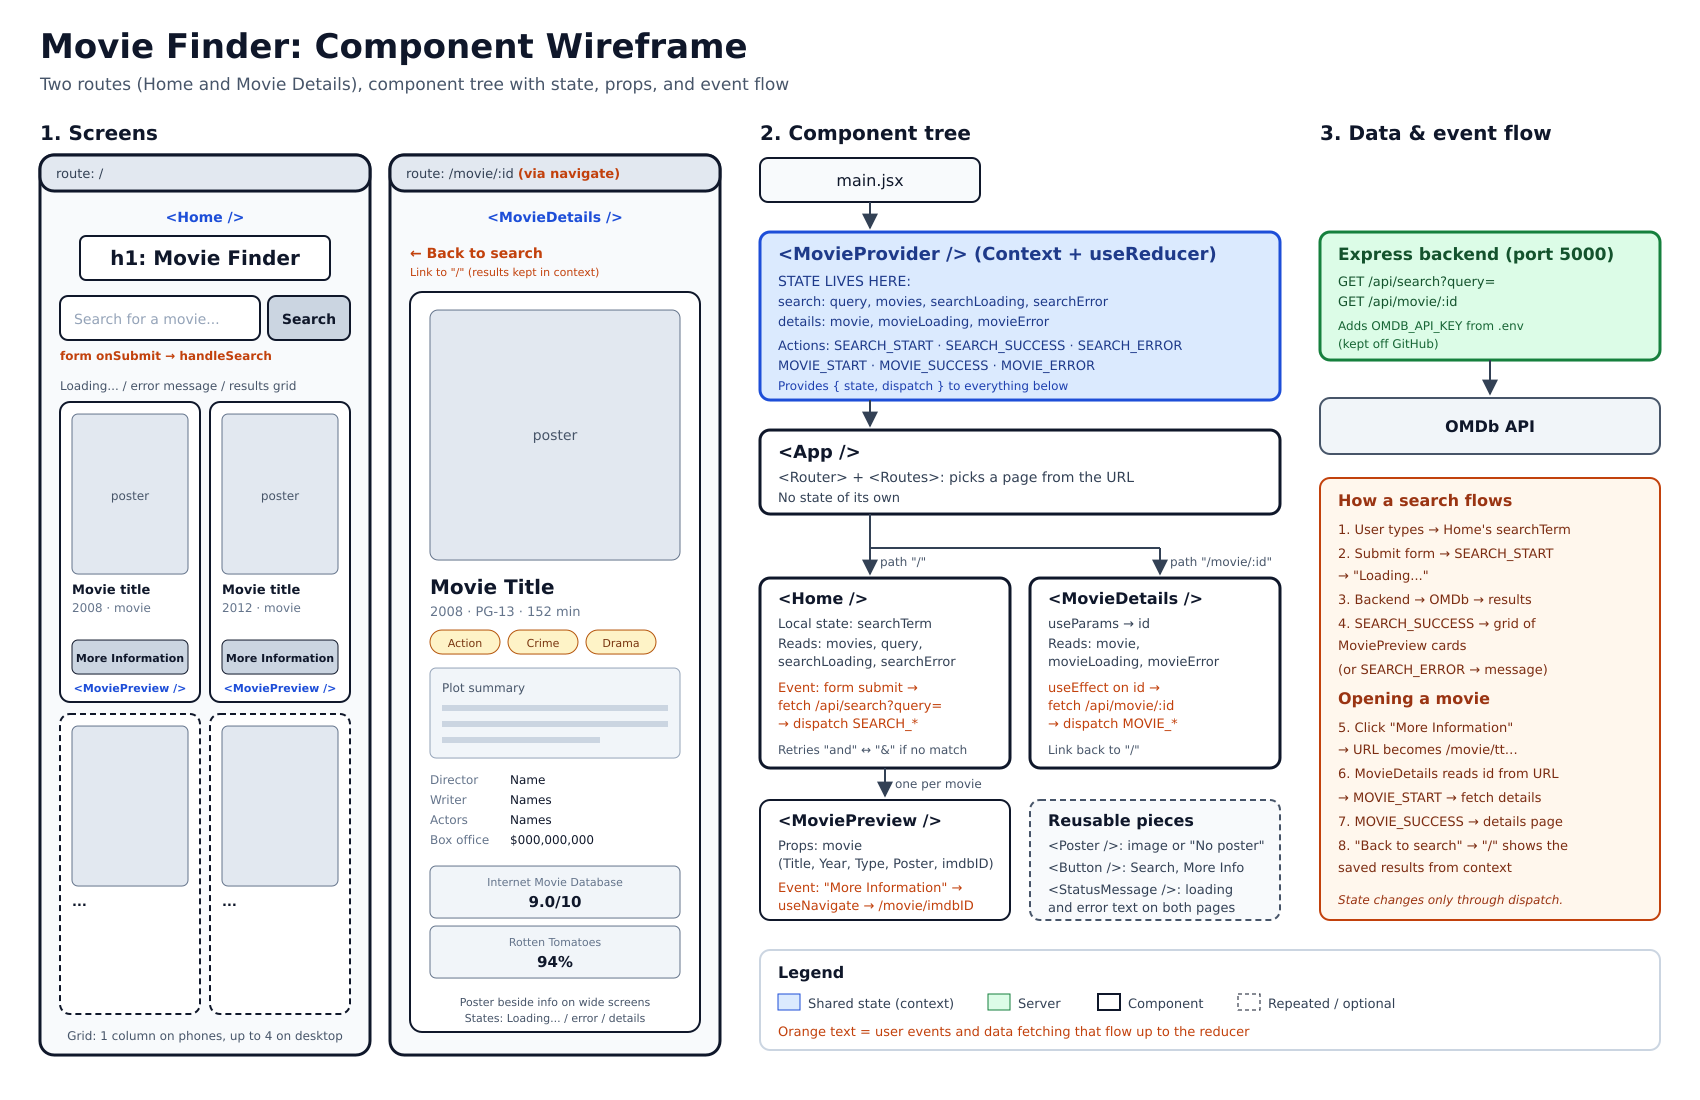 Movie Finder: Component Wireframe
Two routes (Home and Movie Details), component tree with state, props, and event flow
1. Screens
route: /
<Home />
h1: Movie Finder
Search for a movie...
Search
form onSubmit → handleSearch
Loading... / error message / results grid
poster
Movie title
2008 · movie
More Information
<MoviePreview />
poster
Movie title
2012 · movie
More Information
<MoviePreview />
...
...
Grid: 1 column on phones, up to 4 on desktop
route: /movie/:id (via navigate)
<MovieDetails />
← Back to search
Link to "/" (results kept in context)
poster
Movie Title
2008 · PG-13 · 152 min
Action
Crime
Drama
Plot summary
Director Name
Writer Names
Actors Names
Box office $000,000,000
Internet Movie Database
9.0/10
Rotten Tomatoes
94%
Poster beside info on wide screens
States: Loading... / error / details
2. Component tree
main.jsx
<MovieProvider /> (Context + useReducer)
STATE LIVES HERE:
search: query, movies, searchLoading, searchError
details: movie, movieLoading, movieError
Actions: SEARCH_START · SEARCH_SUCCESS · SEARCH_ERROR
MOVIE_START · MOVIE_SUCCESS · MOVIE_ERROR
Provides { state, dispatch } to everything below
<App />
<Router> + <Routes>: picks a page from the URL
No state of its own
path "/"
path "/movie/:id"
<Home />
Local state: searchTerm
Reads: movies, query,
searchLoading, searchError
Event: form submit →
fetch /api/search?query=
→ dispatch SEARCH_*
Retries "and" ↔ "&" if no match
<MovieDetails />
useParams → id
Reads: movie,
movieLoading, movieError
useEffect on id →
fetch /api/movie/:id
→ dispatch MOVIE_*
Link back to "/"
one per movie
<MoviePreview />
Props: movie
(Title, Year, Type, Poster, imdbID)
Event: "More Information" →
useNavigate → /movie/imdbID
Reusable pieces
<Poster />: image or "No poster"
<Button />: Search, More Info
<StatusMessage />: loading
and error text on both pages
3. Data & event flow
Express backend (port 5000)
GET /api/search?query=
GET /api/movie/:id
Adds OMDB_API_KEY from .env
(kept off GitHub)
OMDb API
How a search flows
1. User types → Home's searchTerm
2. Submit form → SEARCH_START
→ "Loading..."
3. Backend → OMDb → results
4. SEARCH_SUCCESS → grid of
MoviePreview cards
(or SEARCH_ERROR → message)
Opening a movie
5. Click "More Information"
→ URL becomes /movie/tt...
6. MovieDetails reads id from URL
→ MOVIE_START → fetch details
7. MOVIE_SUCCESS → details page
8. "Back to search" → "/" shows the
saved results from context
State changes only through dispatch.
Legend
Shared state (context)
Server
Component
Repeated / optional
Orange text = user events and data fetching that flow up to the reducer